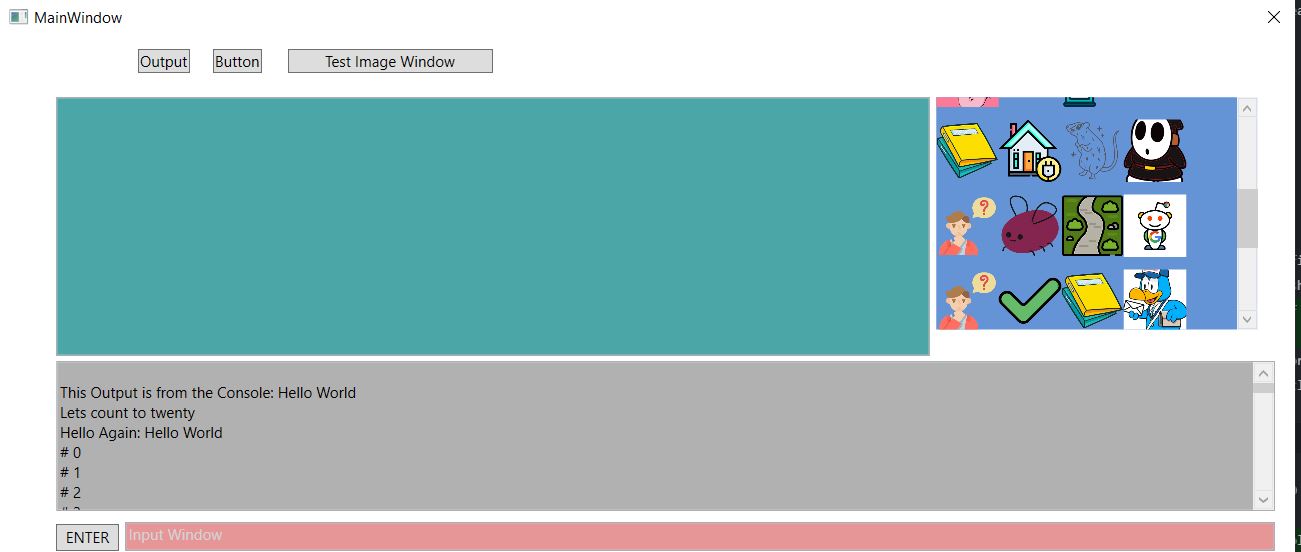 MainWindow
Output Button Test Image Window
This Output is from the Console: Hello World
Lets count to twenty
Hello Again: Hello World
# 0
# 1
# 2
ENTER Input Window